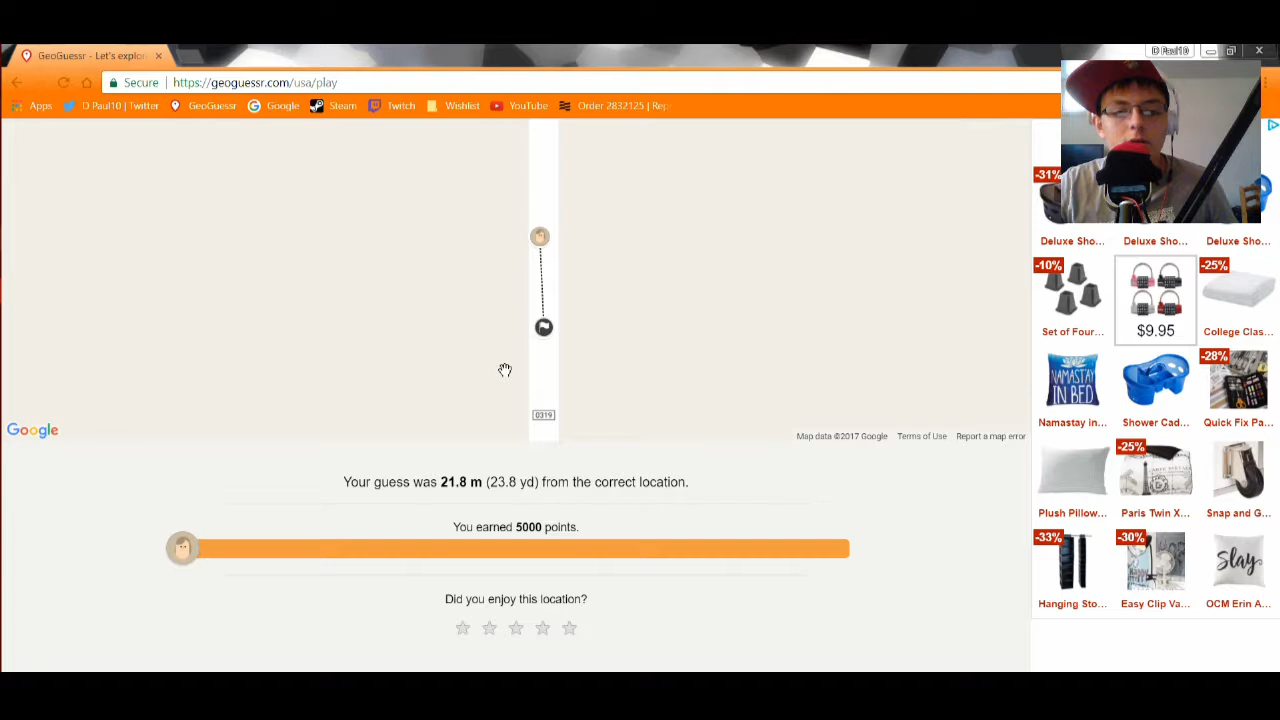 GeoGuessr - Let's explor
D Paul10
Secure https://geoguessr.com/usa/play
Apps D Paul10 | Twitter GeoGuessr Google Steam Twitch Wishlist YouTube Order 2832125 | Rep
-31%
Deluxe Sho... Deluxe Sho... Deluxe Sho...
-10% -25%
Set of Four... $9.95 College Clas...
-28%
NAMASTAY IN BED
Namastay in... Shower Cad... Quick Fix Pa...
0319
Google
Map data ©2017 Google Terms of Use Report a map error
-25%
Plush Pillow... Paris Twin X... Snap and G...
Your guess was 21.8 m (23.8 yd) from the correct location.
You earned 5000 points.
-33% -30%
Slay
Hanging Sto... Easy Clip Va... OCM Erin A...
Did you enjoy this location?